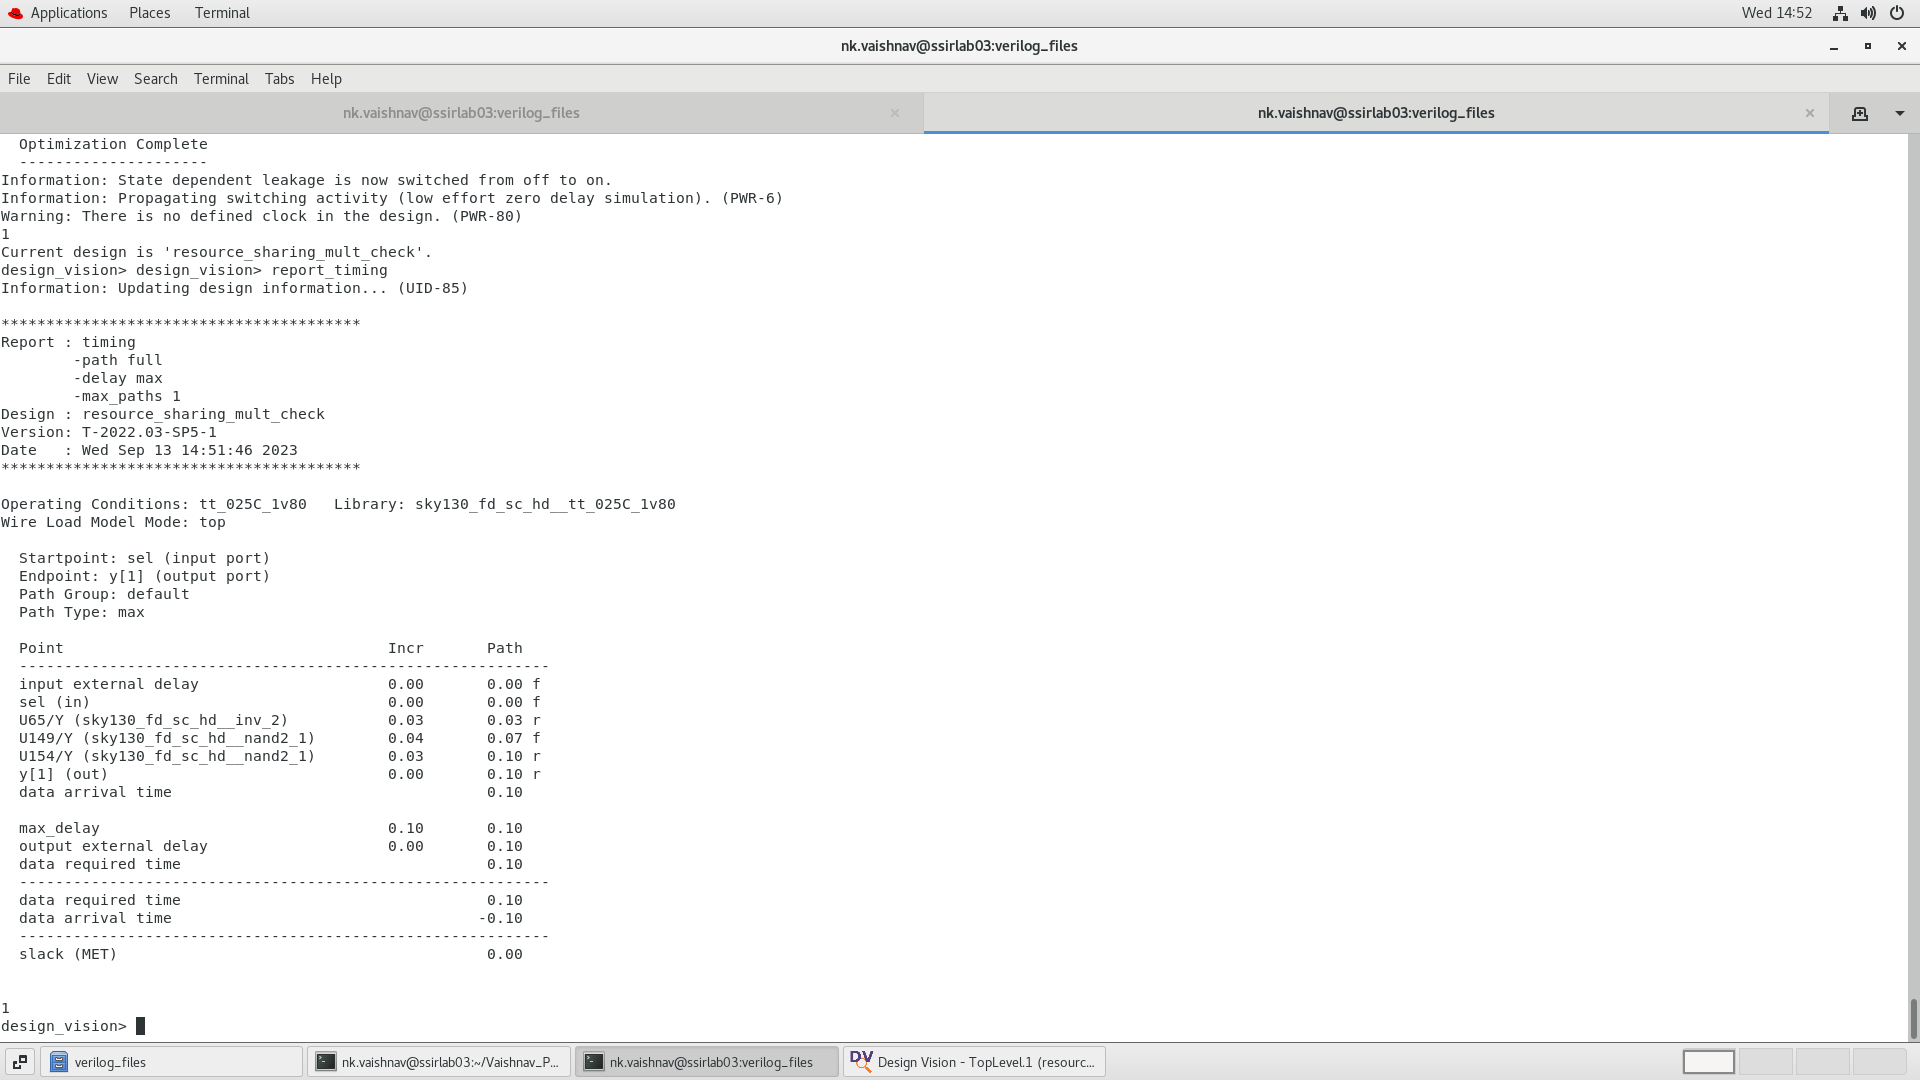 Applications Places Terminal Wed 14:52
nk.vaishnav@ssirlab03:verilog_files
File Edit View Search Terminal Tabs Help
nk.vaishnav@ssirlab03:verilog_files × nk.vaishnav@ssirlab03:verilog_files ×
  Optimization Complete
  ---------------------
Information: State dependent leakage is now switched from off to on.
Information: Propagating switching activity (low effort zero delay simulation). (PWR-6)
Warning: There is no defined clock in the design. (PWR-80)
1
Current design is 'resource_sharing_mult_check'.
design_vision> design_vision> report_timing
Information: Updating design information... (UID-85)
****************************************
Report : timing
        -path full
        -delay max
        -max_paths 1
Design : resource_sharing_mult_check
Version: T-2022.03-SP5-1
Date   : Wed Sep 13 14:51:46 2023
****************************************
Operating Conditions: tt_025C_1v80   Library: sky130_fd_sc_hd__tt_025C_1v80
Wire Load Model Mode: top
  Startpoint: sel (input port)
  Endpoint: y[1] (output port)
  Path Group: default
  Path Type: max
  Point                                    Incr       Path
  -----------------------------------------------------------
  input external delay                     0.00       0.00 f
  sel (in)                                 0.00       0.00 f
  U65/Y (sky130_fd_sc_hd__inv_2)           0.03       0.03 r
  U149/Y (sky130_fd_sc_hd__nand2_1)        0.04       0.07 f
  U154/Y (sky130_fd_sc_hd__nand2_1)        0.03       0.10 r
  y[1] (out)                               0.00       0.10 r
  data arrival time                                   0.10
  max_delay                                0.10       0.10
  output external delay                    0.00       0.10
  data required time                                  0.10
  -----------------------------------------------------------
  data required time                                  0.10
  data arrival time                                  -0.10
  -----------------------------------------------------------
  slack (MET)                                         0.00
1
design_vision>
verilog_files nk.vaishnav@ssirlab03:~/Vaishnav_P... nk.vaishnav@ssirlab03:verilog_files DV Design Vision - TopLevel.1 (resourc...